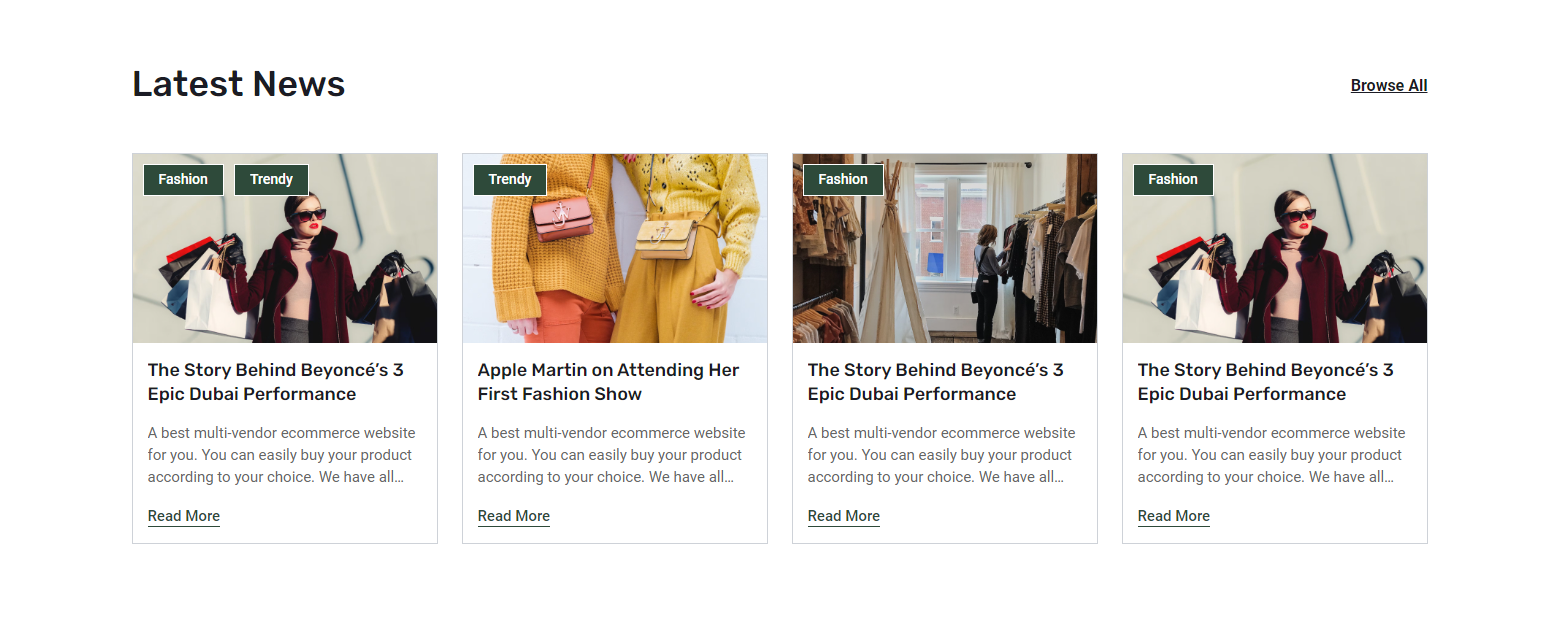 Latest News
Browse All
Fashion
Trendy
The Story Behind Beyoncé’s 3
Epic Dubai Performance
A best multi-vendor ecommerce website
for you. You can easily buy your product
according to your choice. We have all…
Read More
Trendy
Apple Martin on Attending Her
First Fashion Show
A best multi-vendor ecommerce website
for you. You can easily buy your product
according to your choice. We have all…
Read More
Fashion
The Story Behind Beyoncé’s 3
Epic Dubai Performance
A best multi-vendor ecommerce website
for you. You can easily buy your product
according to your choice. We have all…
Read More
Fashion
The Story Behind Beyoncé’s 3
Epic Dubai Performance
A best multi-vendor ecommerce website
for you. You can easily buy your product
according to your choice. We have all…
Read More